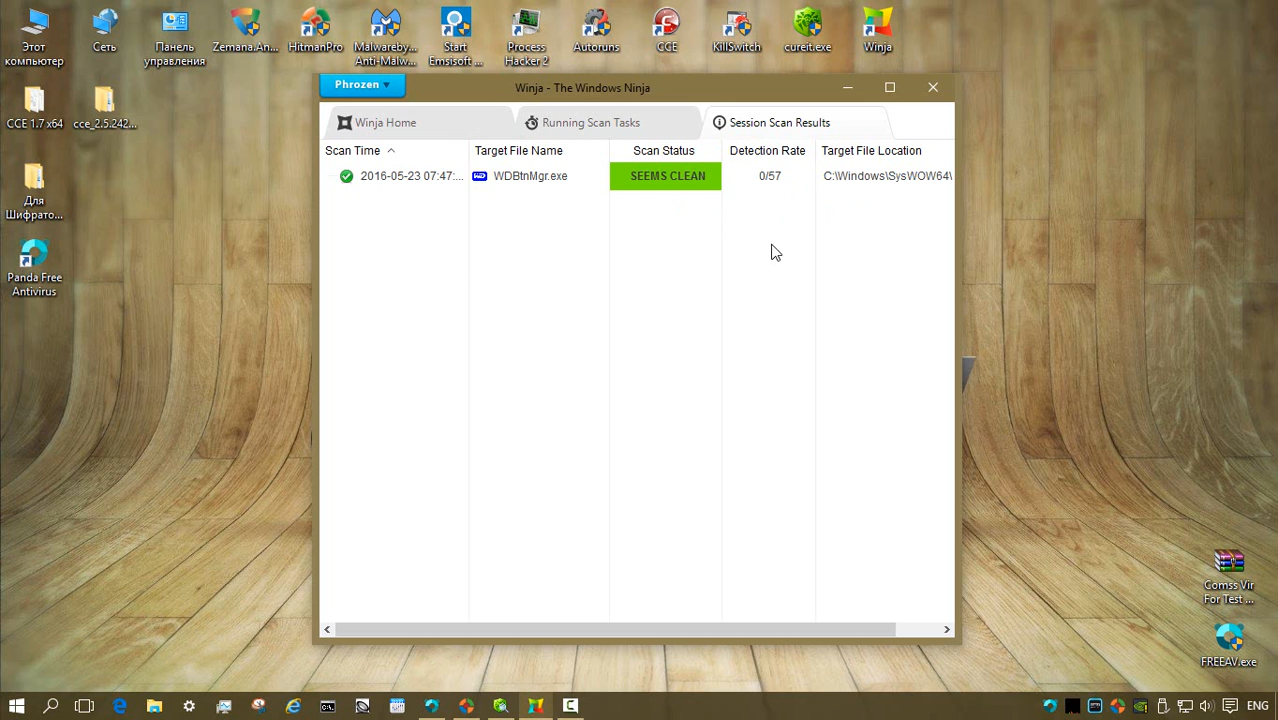 Этот
компьютер
Сеть
Панель
управления
Zemana.An...
HitmanPro
Malwareby...
Anti-Malw...
Start
Emsisoft ...
Process
Hacker 2
Autoruns
CCE
KillSwitch
cureit.exe
Winja
CCE 1.7 x64
cce_2.5.242...
Для
Шифрато...
Panda Free
Antivirus
Phrozen
Winja - The Windows Ninja
Winja Home
Running Scan Tasks
Session Scan Results
Scan Time
Target File Name
Scan Status
Detection Rate
Target File Location
2016-05-23 07:47:...
WDBtnMgr.exe
SEEMS CLEAN
0/57
C:\Windows\SysWOW64\
Comss Vir
For Test ...
FREEAV.exe
ENG